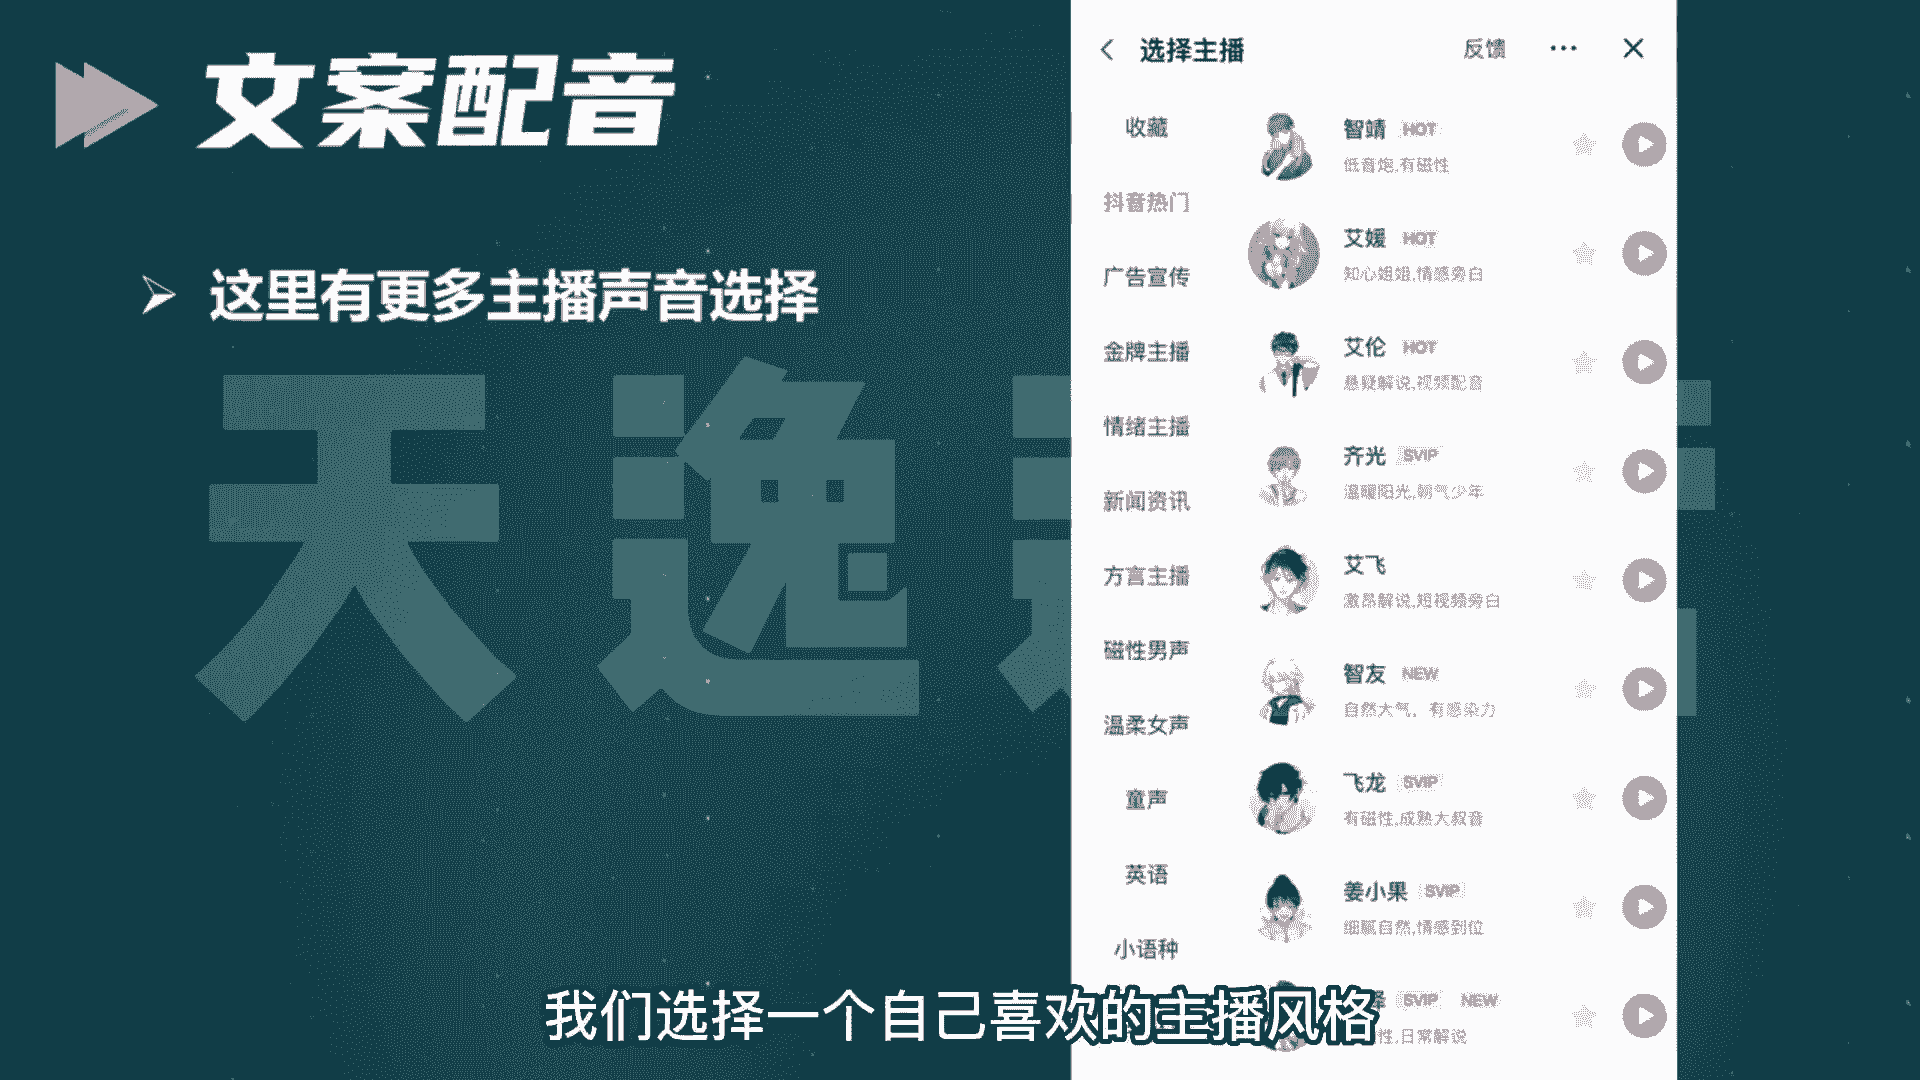 文案配音
这里有更多主播声音选择
天逸
选择主播
反馈
收藏
抖音热门
广告宣传
金牌主播
情绪主播
新闻资讯
方言主播
磁性男声
温柔女声
童声
英语
小语种
智靖 HOT
低音炮,有磁性
艾媛 HOT
知心姐姐,情感旁白
艾伦 HOT
悬疑解说,视频配音
齐光 SVIP
温暖阳光,朝气少年
艾飞
激昂解说,短视频旁白
智友 NEW
自然大气，有感染力
飞龙 SVIP
有磁性,成熟大叔音
姜小果 SVIP
细腻自然,情感到位
SVIP NEW
性,日常解说
我们选择一个自己喜欢的主播风格